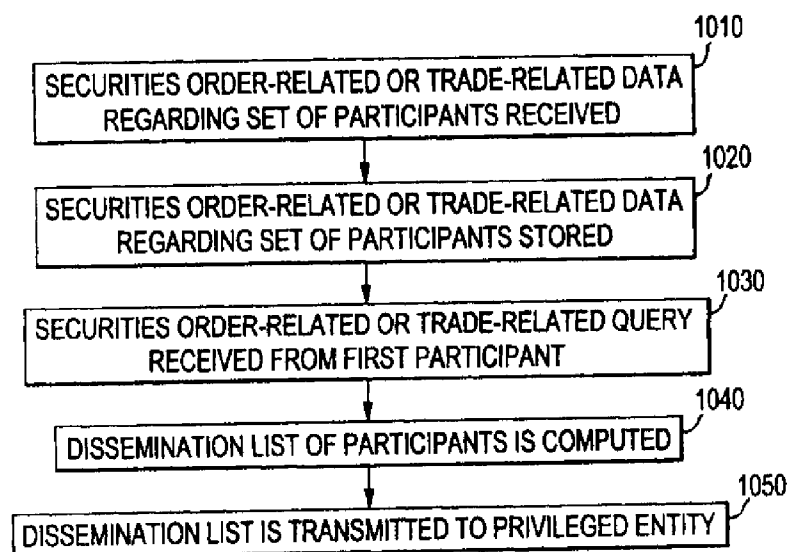 1010
SECURITIES ORDER-RELATED OR TRADE-RELATED DATA
REGARDING SET OF PARTICIPANTS RECEIVED
1020
SECURITIES ORDER-RELATED OR TRADE-RELATED DATA
REGARDING SET OF PARTICIPANTS STORED
1030
SECURITIES ORDER-RELATED OR TRADE-RELATED QUERY
RECEIVED FROM FIRST PARTICIPANT
1040
DISSEMINATION LIST OF PARTICIPANTS IS COMPUTED
1050
DISSEMINATION LIST IS TRANSMITTED TO PRIVILEGED ENTITY